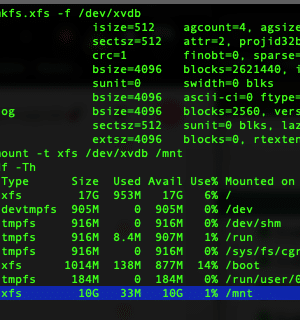 mkfs.xfs -f /dev/xvdb
isize=512 agcount=4, agsize
sectsz=512 attr=2, projid32b
crc=1 finobt=0, sparse=
bsize=4096 blocks=2621440, i
sunit=0 swidth=0 blks
bsize=4096 ascii-ci=0 ftype=
og bsize=4096 blocks=2560, vers
sectsz=512 sunit=0 blks, laz
extsz=4096 blocks=0, rtexten
mount -t xfs /dev/xvdb /mnt
df -Th
Type Size Used Avail Use% Mounted on
xfs 17G 953M 17G 6% /
devtmpfs 905M 0 905M 0% /dev
tmpfs 916M 0 916M 0% /dev/shm
tmpfs 916M 8.4M 907M 1% /run
tmpfs 916M 0 916M 0% /sys/fs/cgr
xfs 1014M 138M 877M 14% /boot
tmpfs 184M 0 184M 0% /run/user/0
xfs 10G 33M 10G 1% /mnt